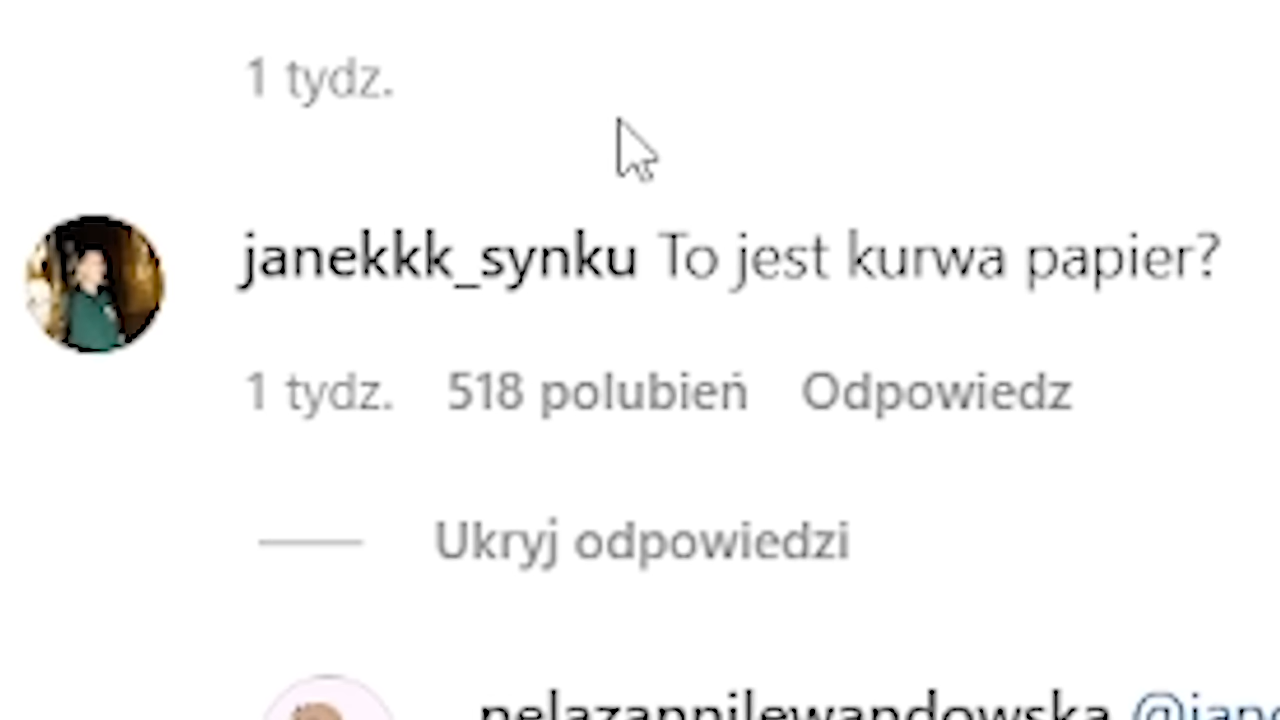 1 tydz.
janekkk_synku To jest kurwa papier?
1 tydz. 518 polubień Odpowiedz
Ukryj odpowiedzi